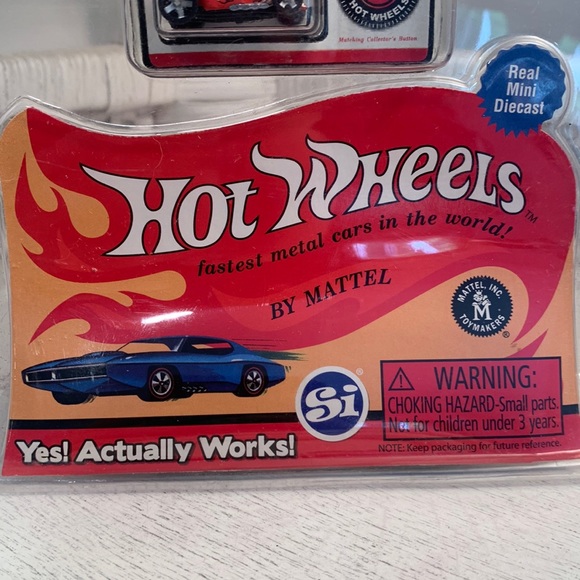 HOT WHEELS
Matching Collector's Button
Real
Mini
Diecast
HOT WHEELS™
fastest metal cars in the world!
BY MATTEL
MATTEL, INC.
M
TOYMAKERS
®
Si
WARNING:
CHOKING HAZARD-Small parts.
Not for children under 3 years.
NOTE: Keep packaging for future reference.
Yes! Actually Works!